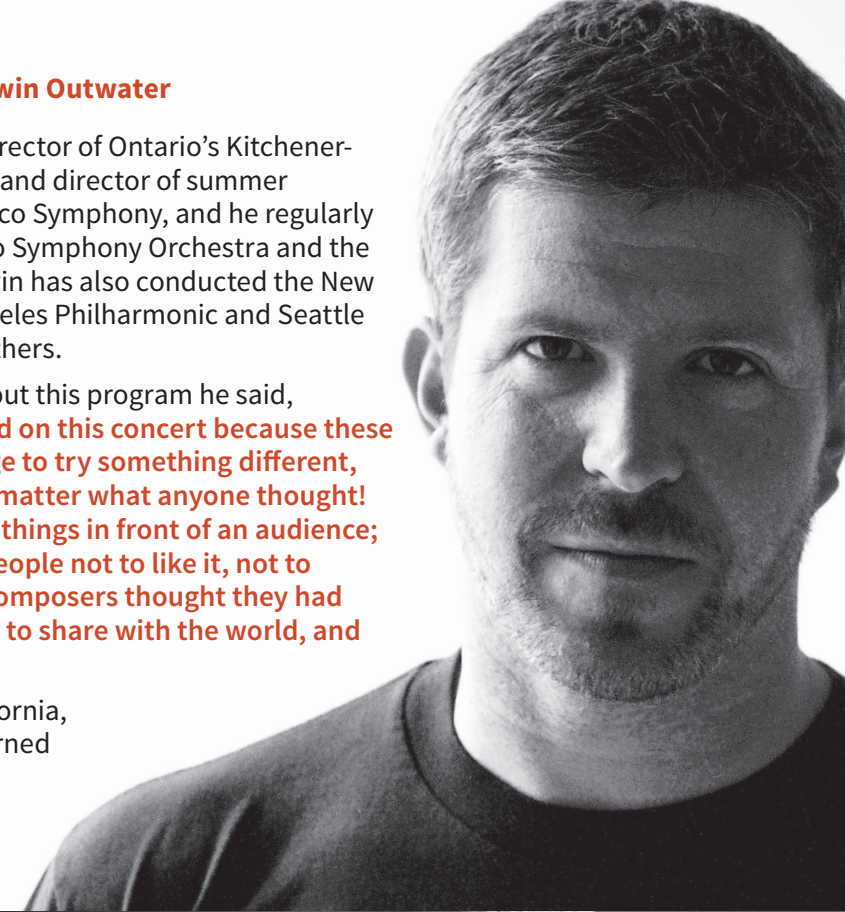 win Outwater
rector of Ontario’s Kitchener-
and director of summer
co Symphony, and he regularly
o Symphony Orchestra and the
in has also conducted the New
eles Philharmonic and Seattle
hers.
out this program he said,
d on this concert because these
ge to try something different,
matter what anyone thought!
things in front of an audience;
eople not to like it, not to
omposers thought they had
to share with the world, and
ornia,
rned